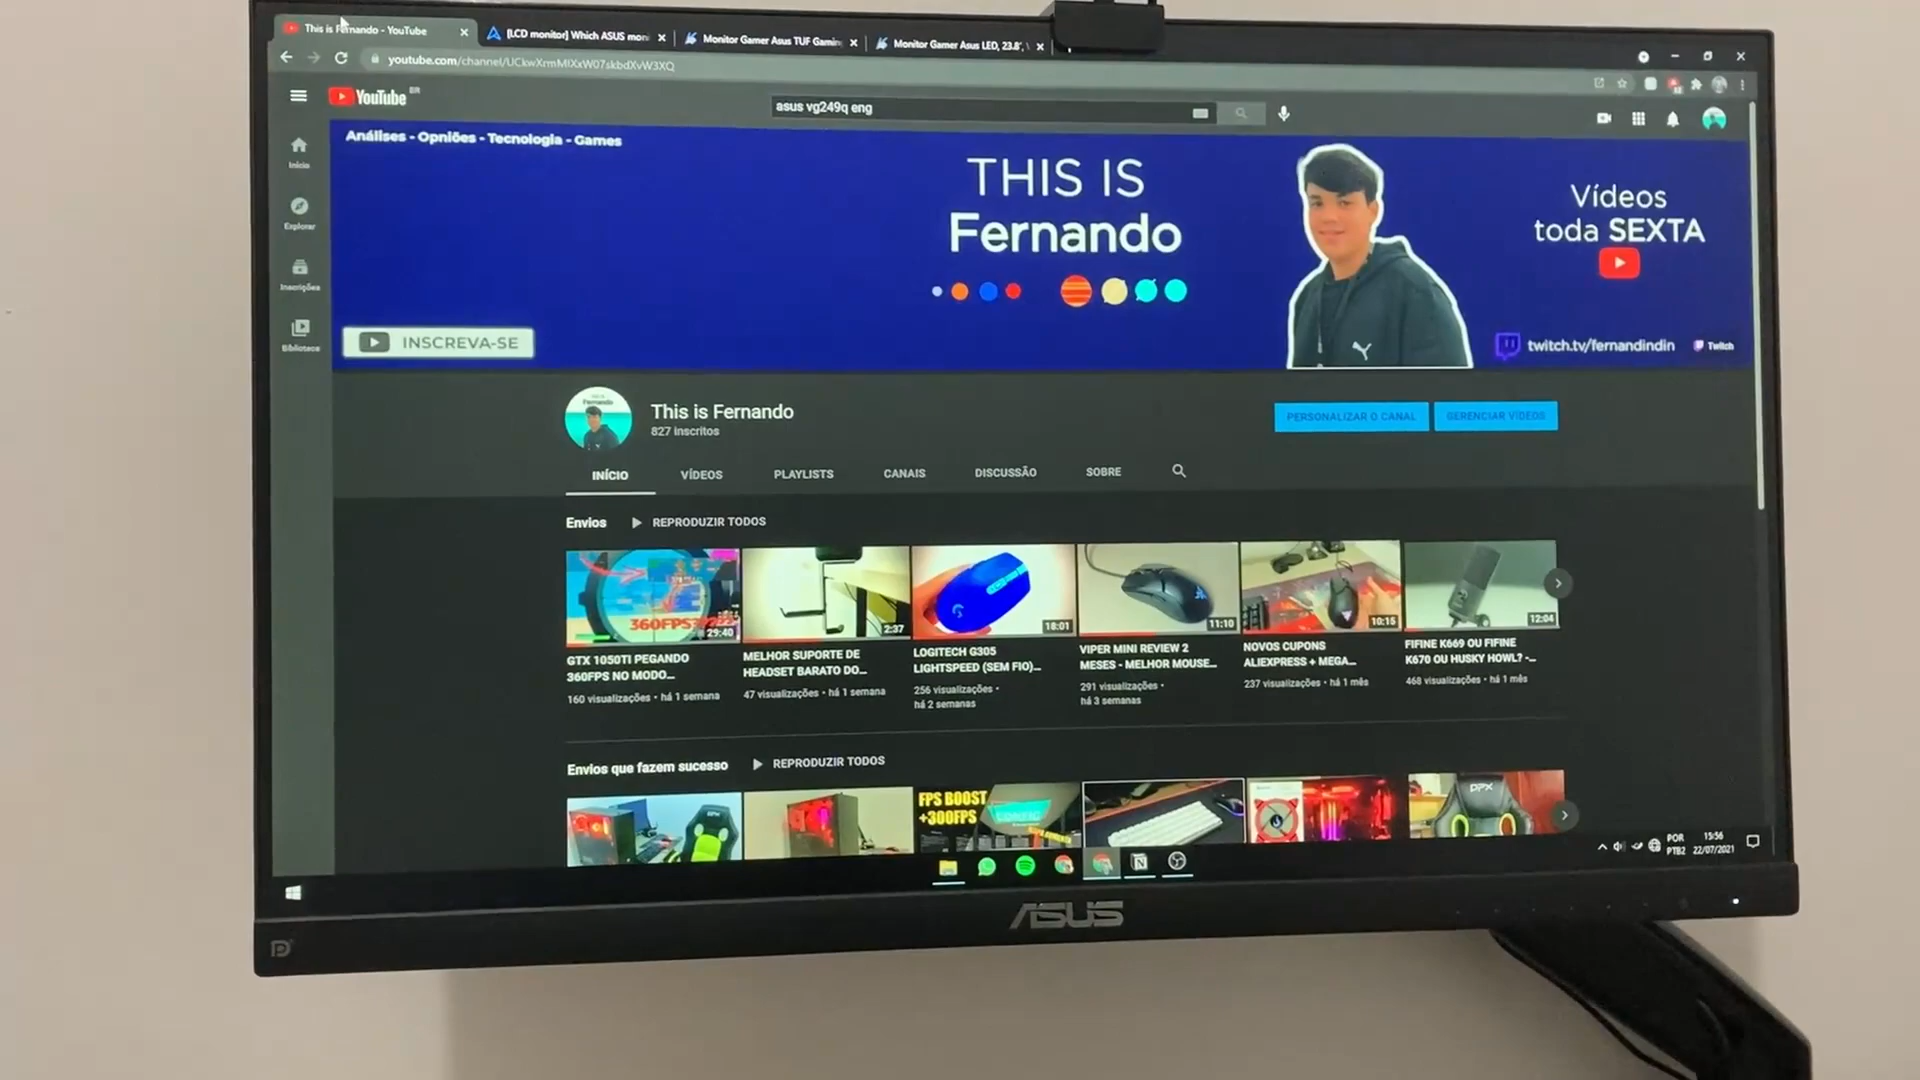 This is Fernando - YouTube
[LCD monitor] Which ASUS mon
Monitor Gamer Asus TUF Gamin
Monitor Gamer Asus LED, 23.8",
YouTube BR
asus vg249q eng
Análises - Opniões - Tecnologia - Games
THIS IS
Fernando
Vídeos
toda SEXTA
INSCREVA-SE
twitch.tv/fernandindin
Twitch
Início
Explorar
Inscrições
Biblioteca
This is Fernando
827 inscritos
PERSONALIZAR O CANAL
GERENCIAR VÍDEOS
INÍCIO
VÍDEOS
PLAYLISTS
CANAIS
DISCUSSÃO
SOBRE
Envios
REPRODUZIR TODOS
360FPS
29:40
2:37
18:01
11:10
10:15
12:04
GTX 1050TI PEGANDO
360FPS NO MODO...
160 visualizações • há 1 semana
MELHOR SUPORTE DE
HEADSET BARATO DO...
47 visualizações • há 1 semana
LOGITECH G305
LIGHTSPEED (SEM FIO)...
256 visualizações •
há 2 semanas
VIPER MINI REVIEW 2
MESES - MELHOR MOUSE...
291 visualizações •
há 3 semanas
NOVOS CUPONS
ALIEXPRESS + MEGA...
237 visualizações • há 1 mês
FIFINE K669 OU FIFINE
K670 OU HUSKY HOWL? -...
468 visualizações • há 1 mês
Envios que fazem sucesso
REPRODUZIR TODOS
FPS BOOST
+300FPS
DPX
POR
PTB2
15:56
22/07/2021
ASUS